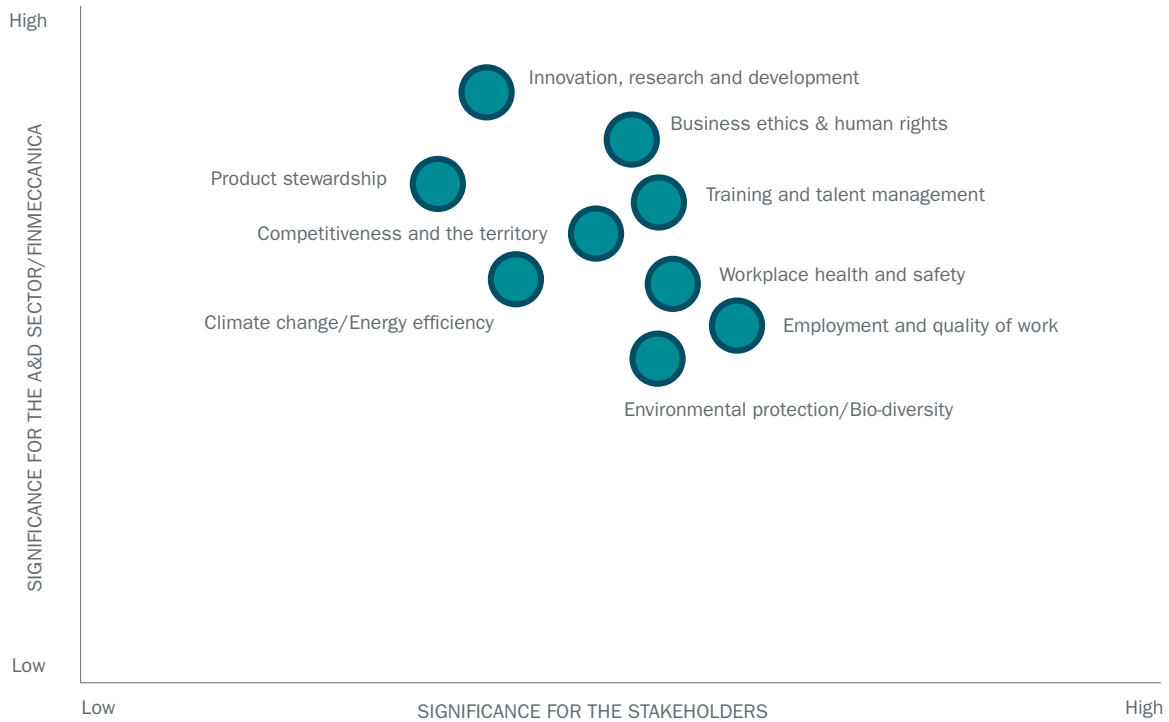 High
Innovation, research and development
Business ethics & human rights
Product stewardship
Training and talent management
Competitiveness and the territory
Workplace health and safety
Climate change/Energy efficiency
Employment and quality of work
Environmental protection/Bio-diversity
SIGNIFICANCE FOR THE A&D SECTOR/FINMECCANICA
Low
Low
SIGNIFICANCE FOR THE STAKEHOLDERS
High